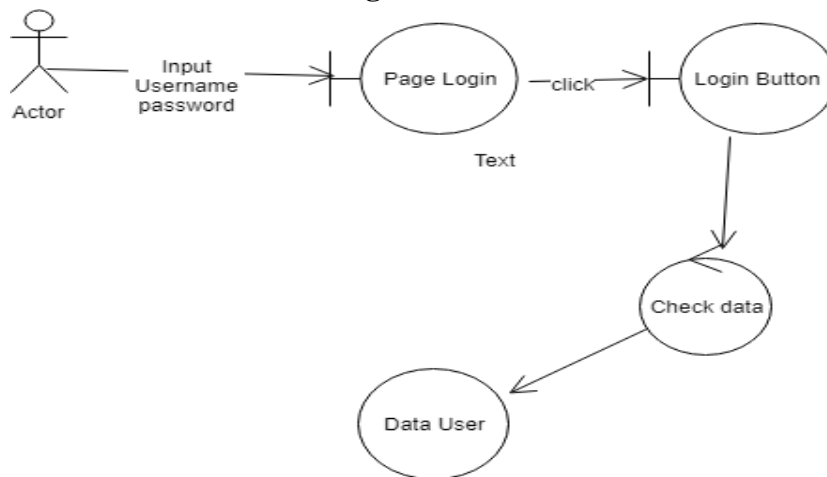 Actor
Input
Username
password
Page Login
click
Login Button
Text
Check data
Data User